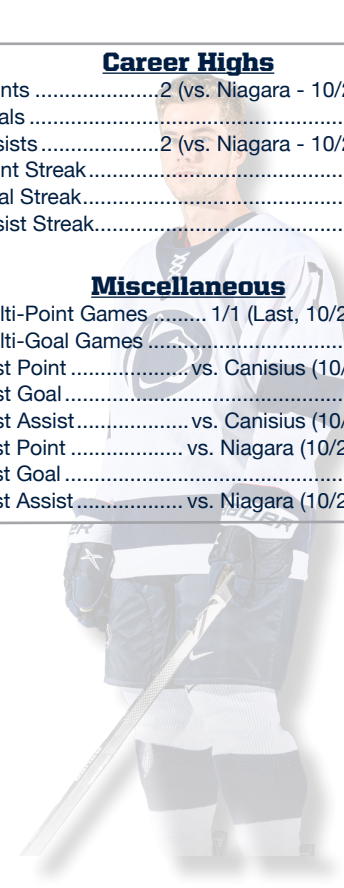 Career Highs
nts ....................2 (vs. Niagara - 10/2
als ....................................................
sists ...................2 (vs. Niagara - 10/2
nt Streak...........................................
al Streak............................................
sist Streak..........................................
Miscellaneous
lti-Point Games ......... 1/1 (Last, 10/2
lti-Goal Games ..................................
st Point ................... vs. Canisius (10/
st Goal ..............................................
st Assist................... vs. Canisius (10/
st Point ................... vs. Niagara (10/2
st Goal ..............................................
st Assist.................. vs. Niagara (10/2